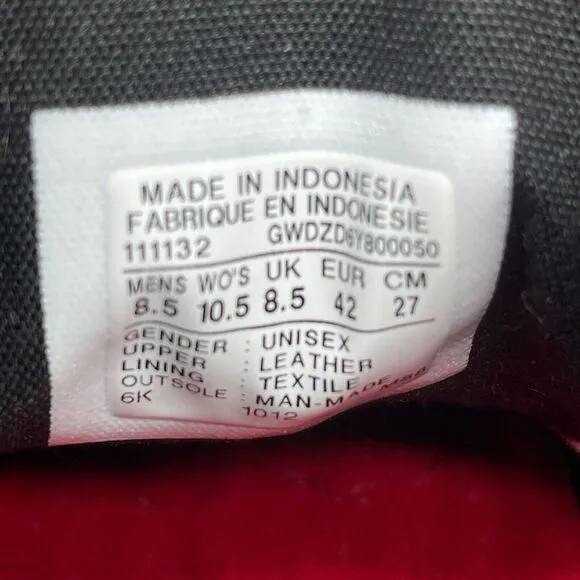 MADE IN INDONESIA
FABRIQUE EN INDONESIE
111132 GWDZD6Y800050
MENS WO'S UK EUR CM
8.5 10.5 8.5 42 27
GENDER : UNISEX
UPPER : LEATHER
LINING : TEXTILE
OUTSOLE : MAN-MADE
6K 1012